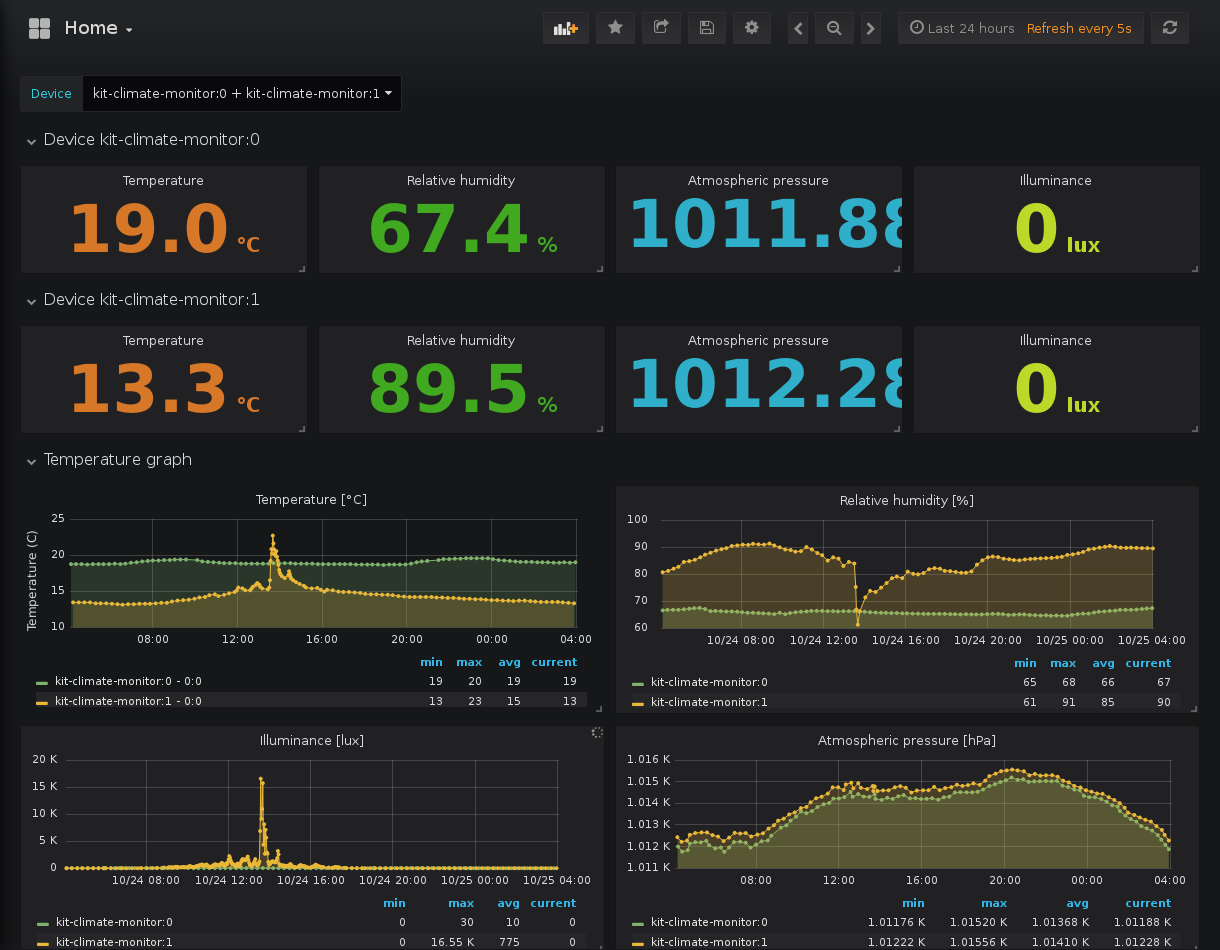 Home
Last 24 hours Refresh every 5s
Device kit-climate-monitor:0 + kit-climate-monitor:1
Device kit-climate-monitor:0
Temperature
19.0 °C
Relative humidity
67.4 %
Atmospheric pressure
1011.88
Illuminance
0 lux
Device kit-climate-monitor:1
Temperature
13.3 °C
Relative humidity
89.5 %
Atmospheric pressure
1012.28
Illuminance
0 lux
Temperature graph
Temperature [°C]
Temperature (C)
25
20
15
10
08:00 12:00 16:00 20:00 00:00 04:00
min max avg current
kit-climate-monitor:0 - 0:0 19 20 19 19
kit-climate-monitor:1 - 0:0 13 23 15 13
Relative humidity [%]
100
90
80
70
60
10/24 08:00 10/24 12:00 10/24 16:00 10/24 20:00 10/25 00:00 10/25 04:00
min max avg current
kit-climate-monitor:0 65 68 66 67
kit-climate-monitor:1 61 91 85 90
Illuminance [lux]
20 K
15 K
10 K
5 K
0
10/24 08:00 10/24 12:00 10/24 16:00 10/24 20:00 10/25 00:00 10/25 04:00
min max avg current
kit-climate-monitor:0 0 30 10 0
kit-climate-monitor:1 0 16.55 K 775 0
Atmospheric pressure [hPa]
1.016 K
1.015 K
1.014 K
1.013 K
1.012 K
1.011 K
08:00 12:00 16:00 20:00 00:00 04:00
min max avg current
kit-climate-monitor:0 1.01176 K 1.01520 K 1.01368 K 1.01188 K
kit-climate-monitor:1 1.01222 K 1.01556 K 1.01410 K 1.01228 K